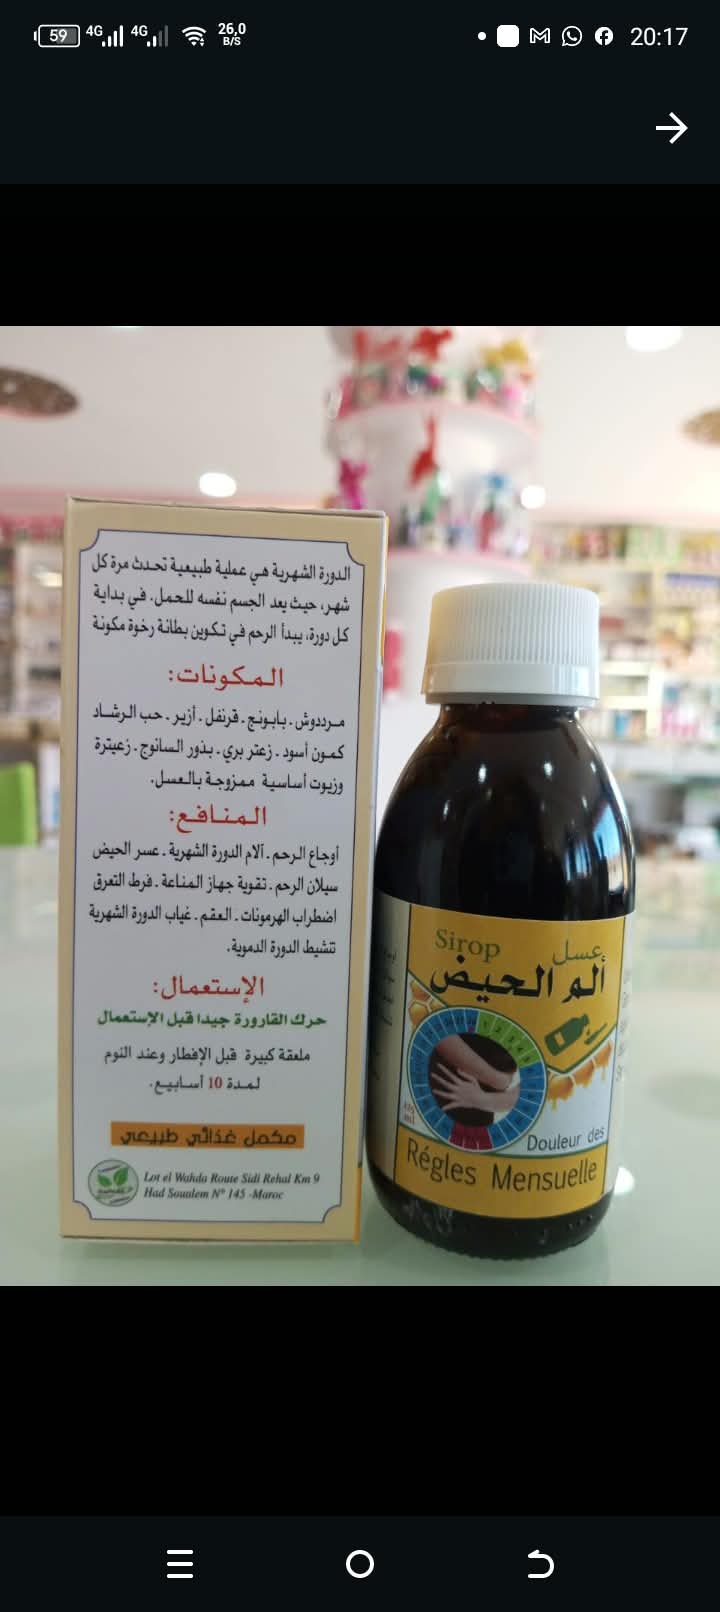 59
4G
4G
26,0
B/S
20:17
الدورة الشهرية هي عملية طبيعية تحدث مرة كل
شهر، حيث يعد الجسم نفسه للحمل. في بداية
كل دورة، يبدأ الرحم في تكوين بطانة رخوة مكونة
المكونات:
مرددوش. بابونج. قرنفل. أزير. حب الرشاد
كمون أسود. زعتر بري. بذور السانوج. زعيترة
وزيوت أساسية ممزوجة بالعسل.
المنافع:
أوجاع الرحم. آلام الدورة الشهرية. عسر الحيض
سيلان الرحم. تقوية جهاز المناعة. فرط التعرق
اضطراب الهرمونات. العقم. غياب الدورة الشهرية
تنشيط الدورة الدموية.
الإستعمال:
حرك القارورة جيدا قبل الإستعمال
ملعقة كبيرة قبل الإفطار وعند النوم
لمدة 10 أسابيع.
مكمل غذائي طبيعي
Lot el Wahda Route Sidi Rehal Km 9
Had Soualem N° 145 -Maroc
Sirop
عسل
ألم الحيض
Douleur des
Régles Mensuelle